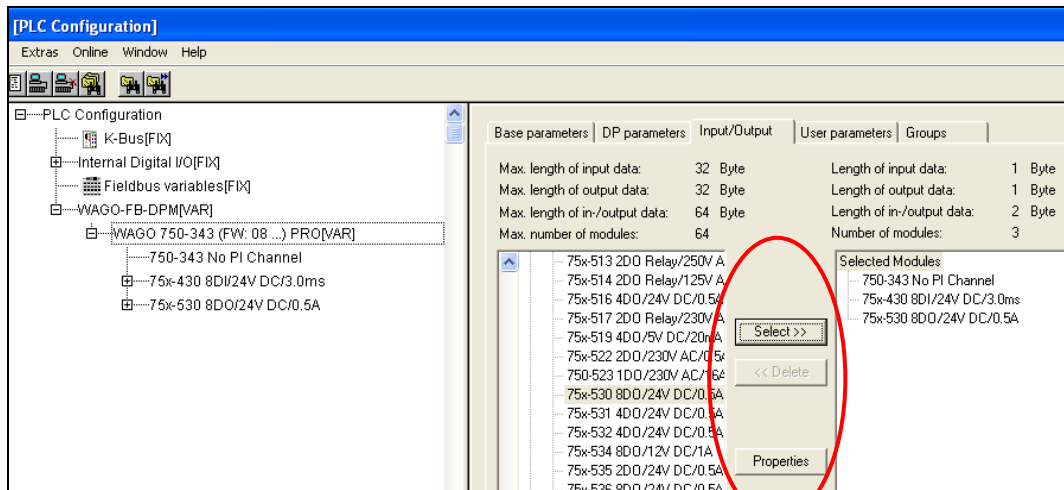 [PLC Configuration]
Extras Online Window Help
PLC Configuration
K-Bus[FIX]
Internal Digital I/O[FIX]
Fieldbus variables[FIX]
WAGO-FB-DPM[VAR]
WAGO 750-343 (FW: 08 ...) PRO[VAR]
750-343 No PI Channel
75x-430 8DI/24V DC/3.0ms
75x-530 8DO/24V DC/0.5A
Base parameters DP parameters Input/Output User parameters Groups
Max. length of input data: 32 Byte Length of input data: 1 Byte
Max. length of output data: 32 Byte Length of output data: 1 Byte
Max. length of in-/output data: 64 Byte Length of in-/output data: 2 Byte
Max. number of modules: 64 Number of modules: 3
75x-513 2DO Relay/250V A
75x-514 2DO Relay/125V A
75x-516 4DO/24V DC/0.5A
75x-517 2DO Relay/230V A
75x-519 4DO/5V DC/20mA
75x-522 2DO/230V AC/0.5A
750-523 1DO/230V AC/16A
75x-530 8DO/24V DC/0.5A
75x-531 4DO/24V DC/0.5A
75x-532 4DO/24V DC/0.5A
75x-534 8DO/12V DC/1A
75x-535 2DO/24V DC/0.5A
75x-536 8DO/24V DC/0.5A
Select >>
<< Delete
Properties
Selected Modules
750-343 No PI Channel
75x-430 8DI/24V DC/3.0ms
75x-530 8DO/24V DC/0.5A